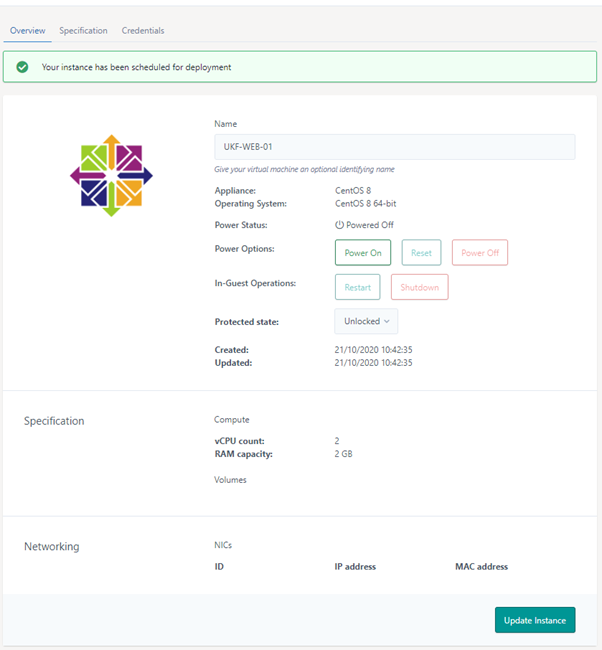 Overview Specification Credentials
Your instance has been scheduled for deployment
Name
UKF-WEB-01
Give your virtual machine an optional identifying name
Appliance: CentOS 8
Operating System: CentOS 8 64-bit
Power Status: Powered Off
Power Options: Power On Reset Power Off
In-Guest Operations: Restart Shutdown
Protected state: Unlocked
Created: 21/10/2020 10:42:35
Updated: 21/10/2020 10:42:35
Specification Compute
vCPU count: 2
RAM capacity: 2 GB
Volumes
Networking NICs
ID IP address MAC address
Update Instance